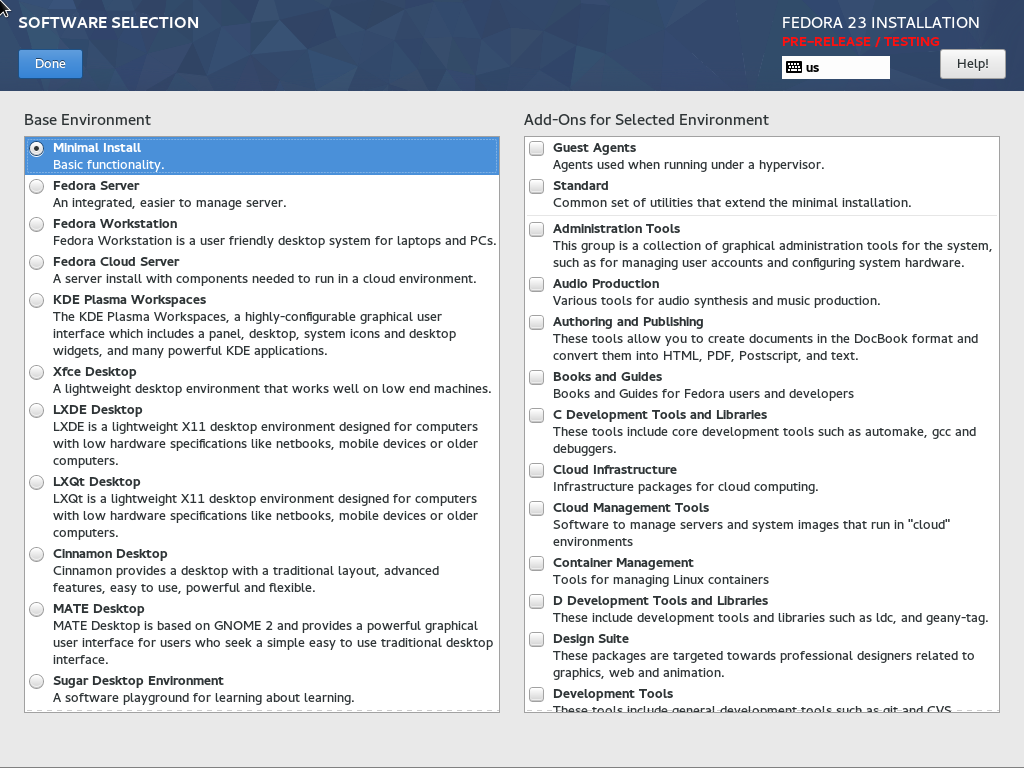 SOFTWARE SELECTION
FEDORA 23 INSTALLATION
PRE-RELEASE / TESTING
Done
us
Help!
Base Environment
Minimal Install
Basic functionality.
Fedora Server
An integrated, easier to manage server.
Fedora Workstation
Fedora Workstation is a user friendly desktop system for laptops and PCs.
Fedora Cloud Server
A server install with components needed to run in a cloud environment.
KDE Plasma Workspaces
The KDE Plasma Workspaces, a highly-configurable graphical user
interface which includes a panel, desktop, system icons and desktop
widgets, and many powerful KDE applications.
Xfce Desktop
A lightweight desktop environment that works well on low end machines.
LXDE Desktop
LXDE is a lightweight X11 desktop environment designed for computers
with low hardware specifications like netbooks, mobile devices or older
computers.
LXQt Desktop
LXQt is a lightweight X11 desktop environment designed for computers
with low hardware specifications like netbooks, mobile devices or older
computers.
Cinnamon Desktop
Cinnamon provides a desktop with a traditional layout, advanced
features, easy to use, powerful and flexible.
MATE Desktop
MATE Desktop is based on GNOME 2 and provides a powerful graphical
user interface for users who seek a simple easy to use traditional desktop
interface.
Sugar Desktop Environment
A software playground for learning about learning.
Add-Ons for Selected Environment
Guest Agents
Agents used when running under a hypervisor.
Standard
Common set of utilities that extend the minimal installation.
Administration Tools
This group is a collection of graphical administration tools for the system,
such as for managing user accounts and configuring system hardware.
Audio Production
Various tools for audio synthesis and music production.
Authoring and Publishing
These tools allow you to create documents in the DocBook format and
convert them into HTML, PDF, Postscript, and text.
Books and Guides
Books and Guides for Fedora users and developers
C Development Tools and Libraries
These tools include core development tools such as automake, gcc and
debuggers.
Cloud Infrastructure
Infrastructure packages for cloud computing.
Cloud Management Tools
Software to manage servers and system images that run in "cloud"
environments
Container Management
Tools for managing Linux containers
D Development Tools and Libraries
These include development tools and libraries such as ldc, and geany-tag.
Design Suite
These packages are targeted towards professional designers related to
graphics, web and animation.
Development Tools
These tools include general development tools such as git and CVS